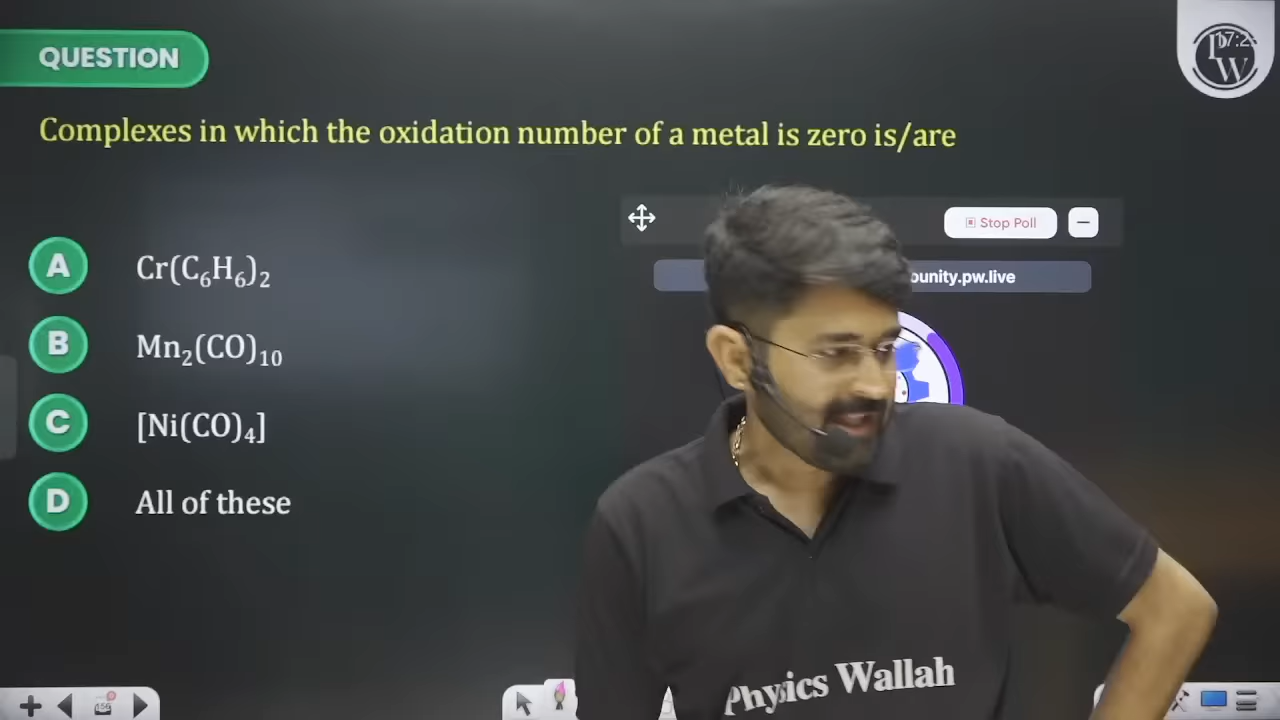 QUESTION
Complexes in which the oxidation number of a metal is zero is/are
Stop Poll
A Cr(C₆H₆)₂
unity.pw.live
B Mn₂(CO)₁₀
C [Ni(CO)₄]
D All of these
Physics Wallah